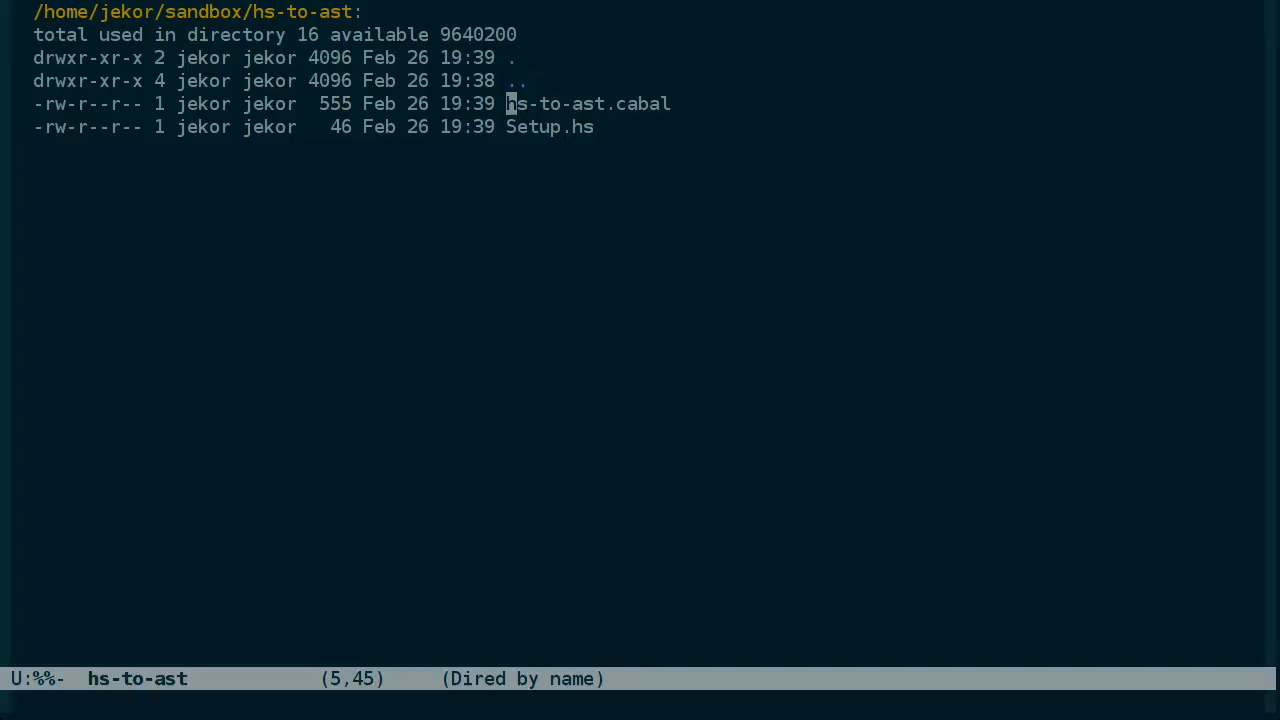 /home/jekor/sandbox/hs-to-ast:
total used in directory 16 available 9640200
drwxr-xr-x 2 jekor jekor 4096 Feb 26 19:39 .
drwxr-xr-x 4 jekor jekor 4096 Feb 26 19:38 ..
-rw-r--r-- 1 jekor jekor  555 Feb 26 19:39 hs-to-ast.cabal
-rw-r--r-- 1 jekor jekor   46 Feb 26 19:39 Setup.hs
U:%%-  hs-to-ast            (5,45)     (Dired by name)